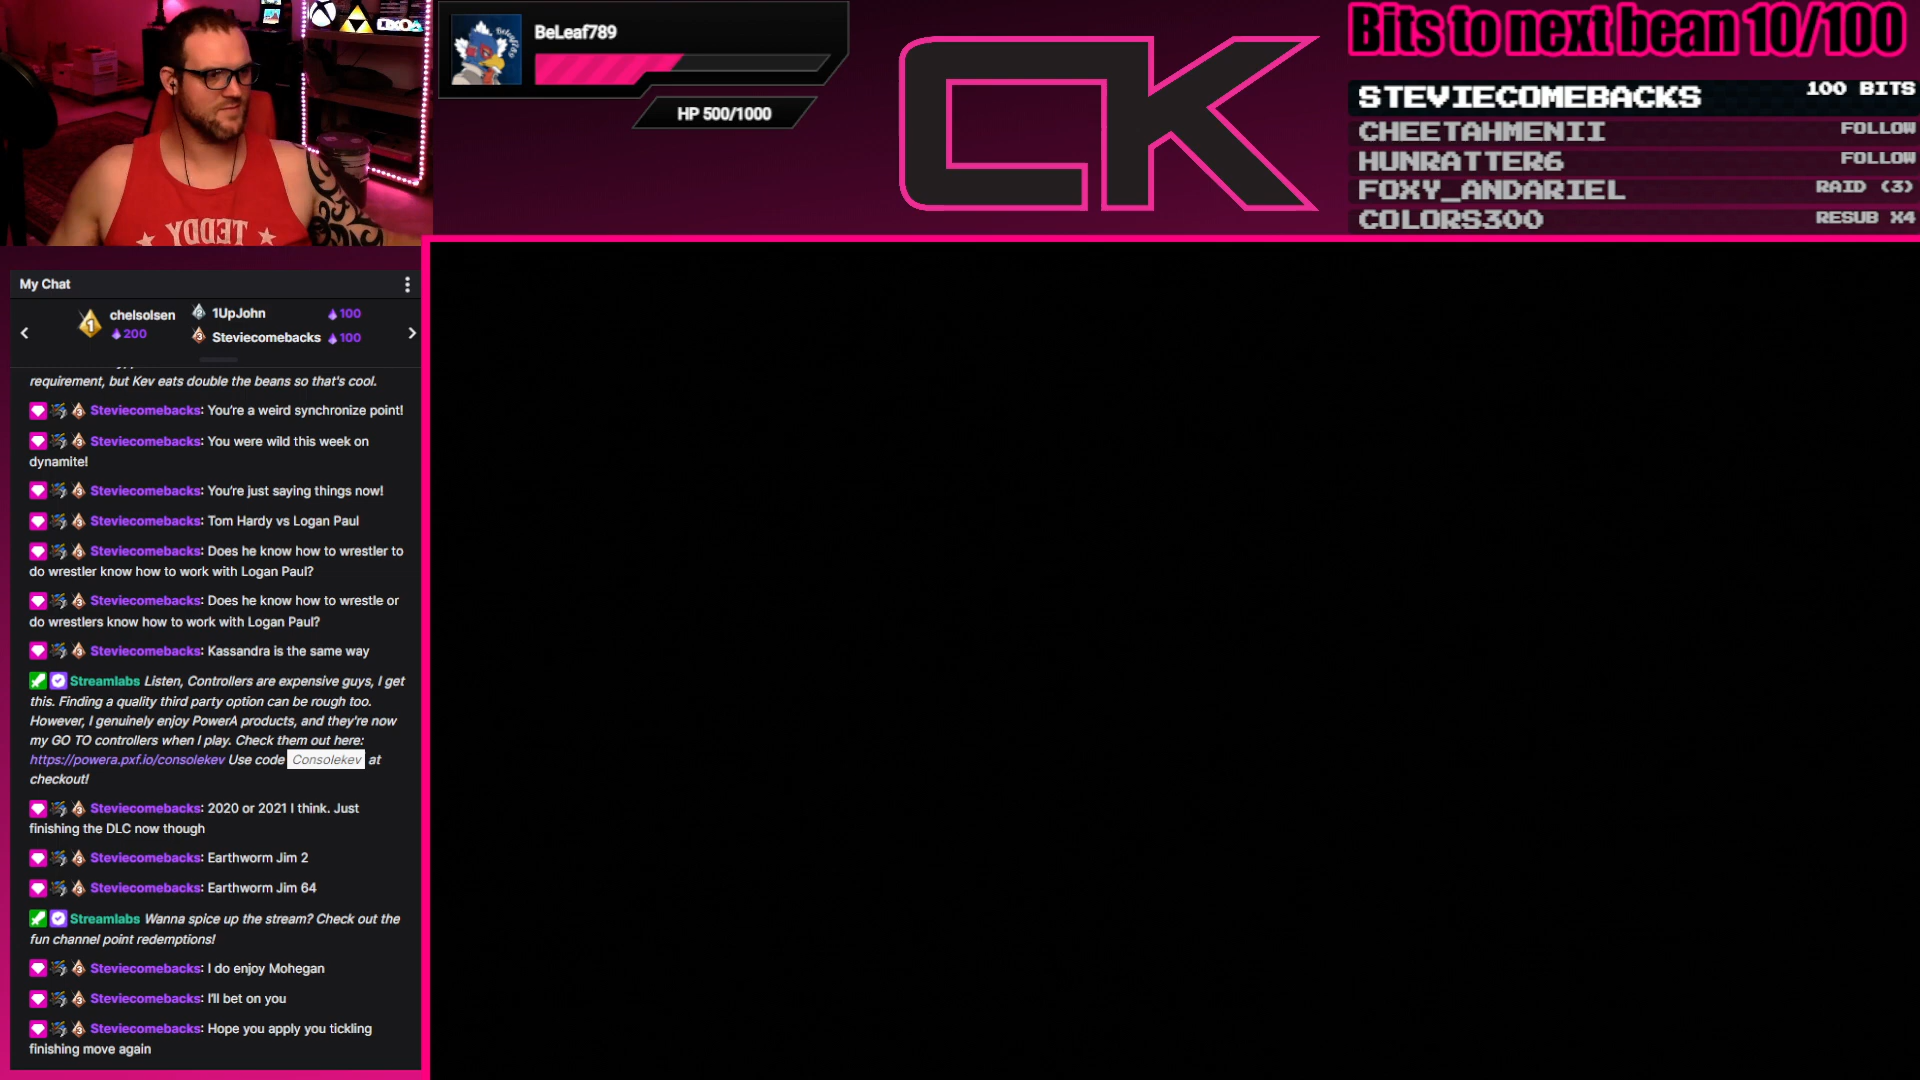 BeLeaf789
HP 500/1000
CK
Bits to next bean 10/100
STEVIECOMEBACKS 100 BITS
CHEETAHMENII FOLLOW
HUNRATTER6 FOLLOW
FOXY_ANDARIEL RAID (3)
COLORS300 RESUB X4
TEDDY
My Chat
1 chelsolsen 200
1UpJohn 100
Steviecomebacks 100
requirement, but Kev eats double the beans so that's cool.
Steviecomebacks: You're a weird synchronize point!
Steviecomebacks: You were wild this week on
dynamite!
Steviecomebacks: You're just saying things now!
Steviecomebacks: Tom Hardy vs Logan Paul
Steviecomebacks: Does he know how to wrestler to
do wrestler know how to work with Logan Paul?
Steviecomebacks: Does he know how to wrestle or
do wrestlers know how to work with Logan Paul?
Steviecomebacks: Kassandra is the same way
Streamlabs Listen, Controllers are expensive guys, I get
this. Finding a quality third party option can be rough too.
However, I genuinely enjoy PowerA products, and they're now
my GO TO controllers when I play. Check them out here:
https://powera.pxf.io/consolekev Use code Consolekev at
checkout!
Steviecomebacks: 2020 or 2021 I think. Just
finishing the DLC now though
Steviecomebacks: Earthworm Jim 2
Steviecomebacks: Earthworm Jim 64
Streamlabs Wanna spice up the stream? Check out the
fun channel point redemptions!
Steviecomebacks: I do enjoy Mohegan
Steviecomebacks: I'll bet on you
Steviecomebacks: Hope you apply you tickling
finishing move again